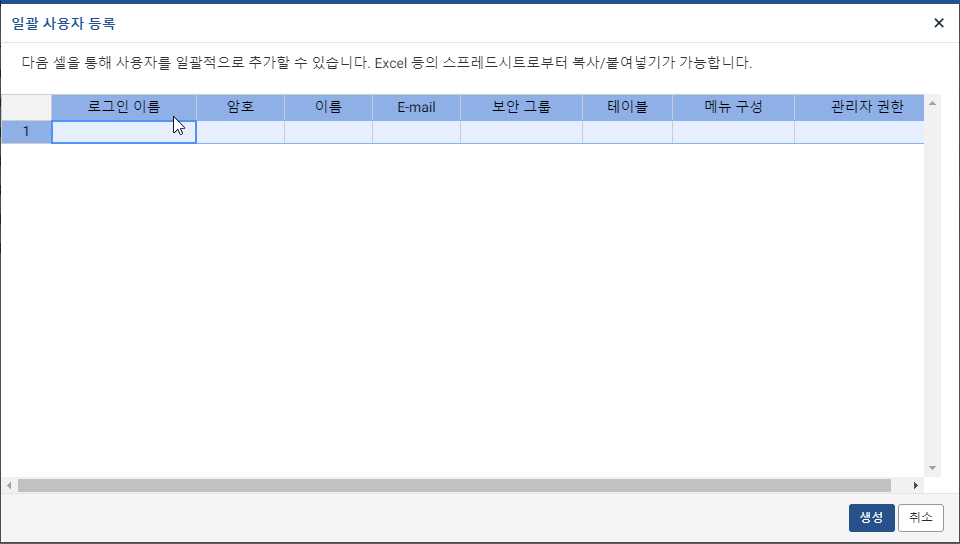 일괄 사용자 등록
다음 셀을 통해 사용자를 일괄적으로 추가할 수 있습니다. Excel 등의 스프레드시트로부터 복사/붙여넣기가 가능합니다.
로그인 이름 암호 이름 E-mail 보안 그룹 테이블 메뉴 구성 관리자 권한
1
생성 취소